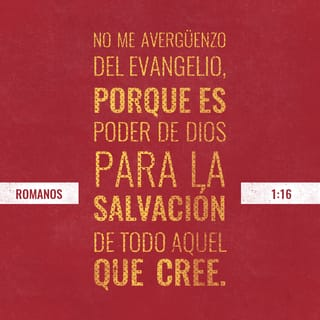 NO ME AVERGÜENZO
DEL EVANGELIO,
PORQUE ES
PODER DE DIOS
PARA LA
SALVACIÓN
DE TODO AQUEL
QUE CREE.
ROMANOS
1:16